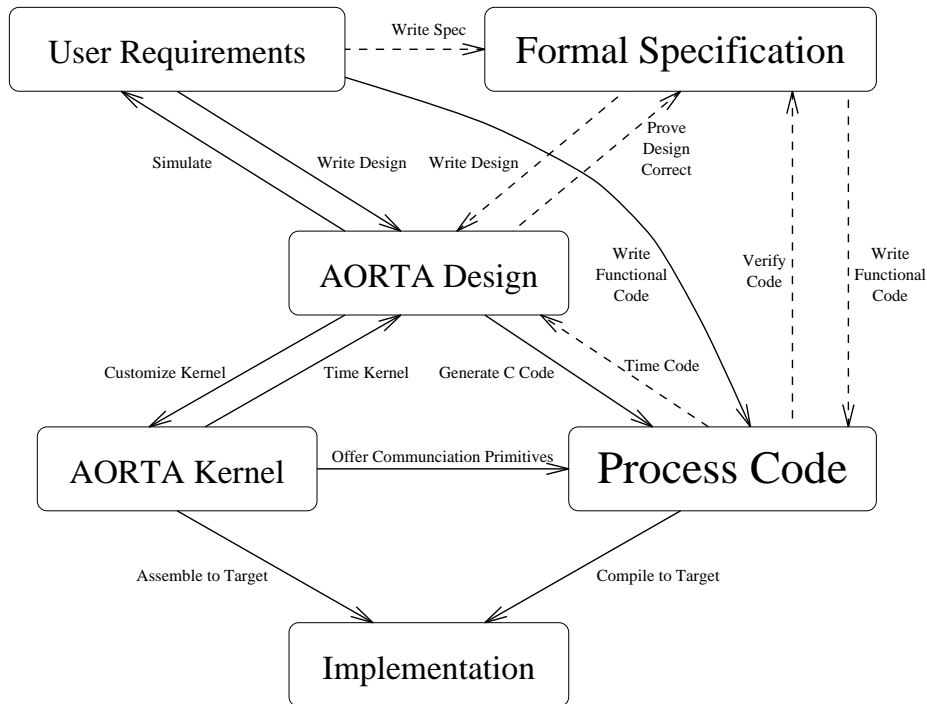 Write Spec
User Requirements
Formal Specification
Prove
Design
Correct
Simulate
Write Design
Write Design
AORTA Design
Write
Functional
Code
Verify
Code
Write
Functional
Code
Customize Kernel
Time Kernel
Generate C Code
Time Code
AORTA Kernel
Offer Communciation Primitives
Process Code
Assemble to Target
Compile to Target
Implementation